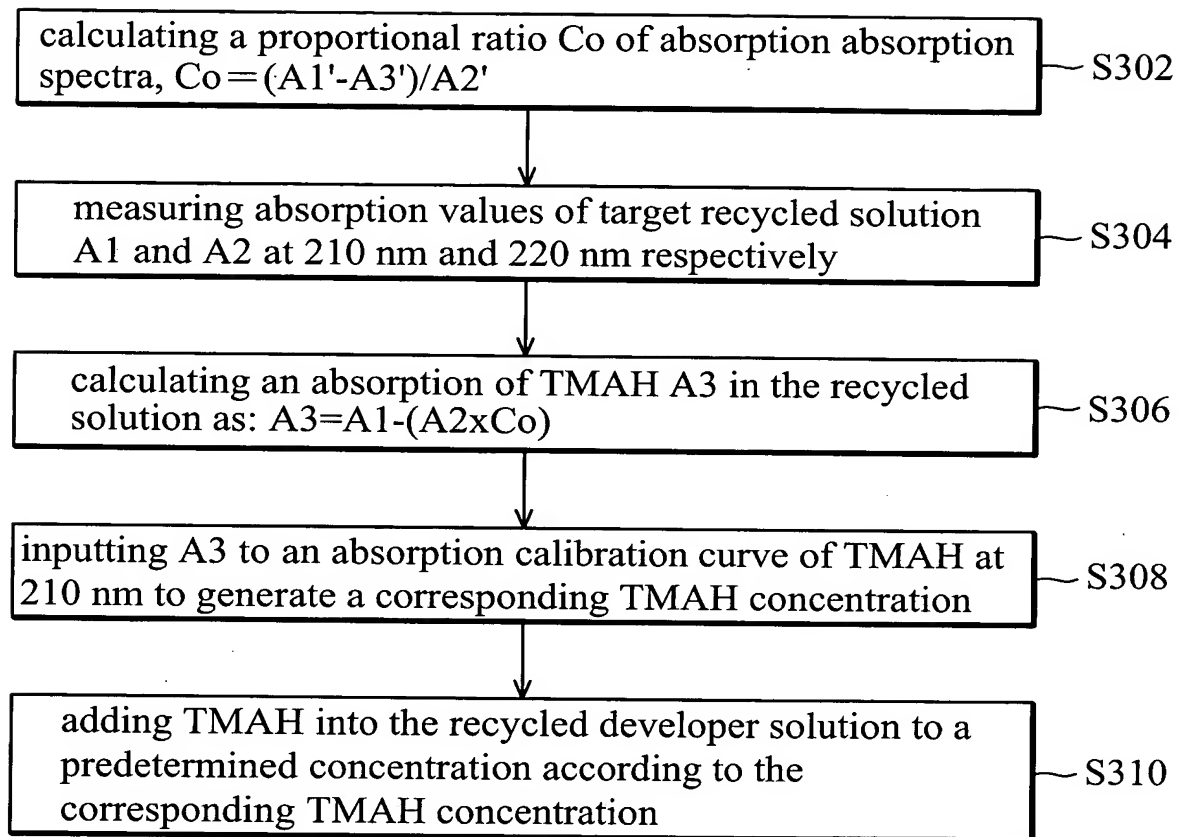 calculating a proportional ratio Co of absorption absorption
spectra, Co=(A1'-A3')/A2'
S302
measuring absorption values of target recycled solution
A1 and A2 at 210 nm and 220 nm respectively
S304
calculating an absorption of TMAH A3 in the recycled
solution as: A3=A1-(A2xCo)
S306
inputting A3 to an absorption calibration curve of TMAH at
210 nm to generate a corresponding TMAH concentration
S308
adding TMAH into the recycled developer solution to a
predetermined concentration according to the
corresponding TMAH concentration
S310